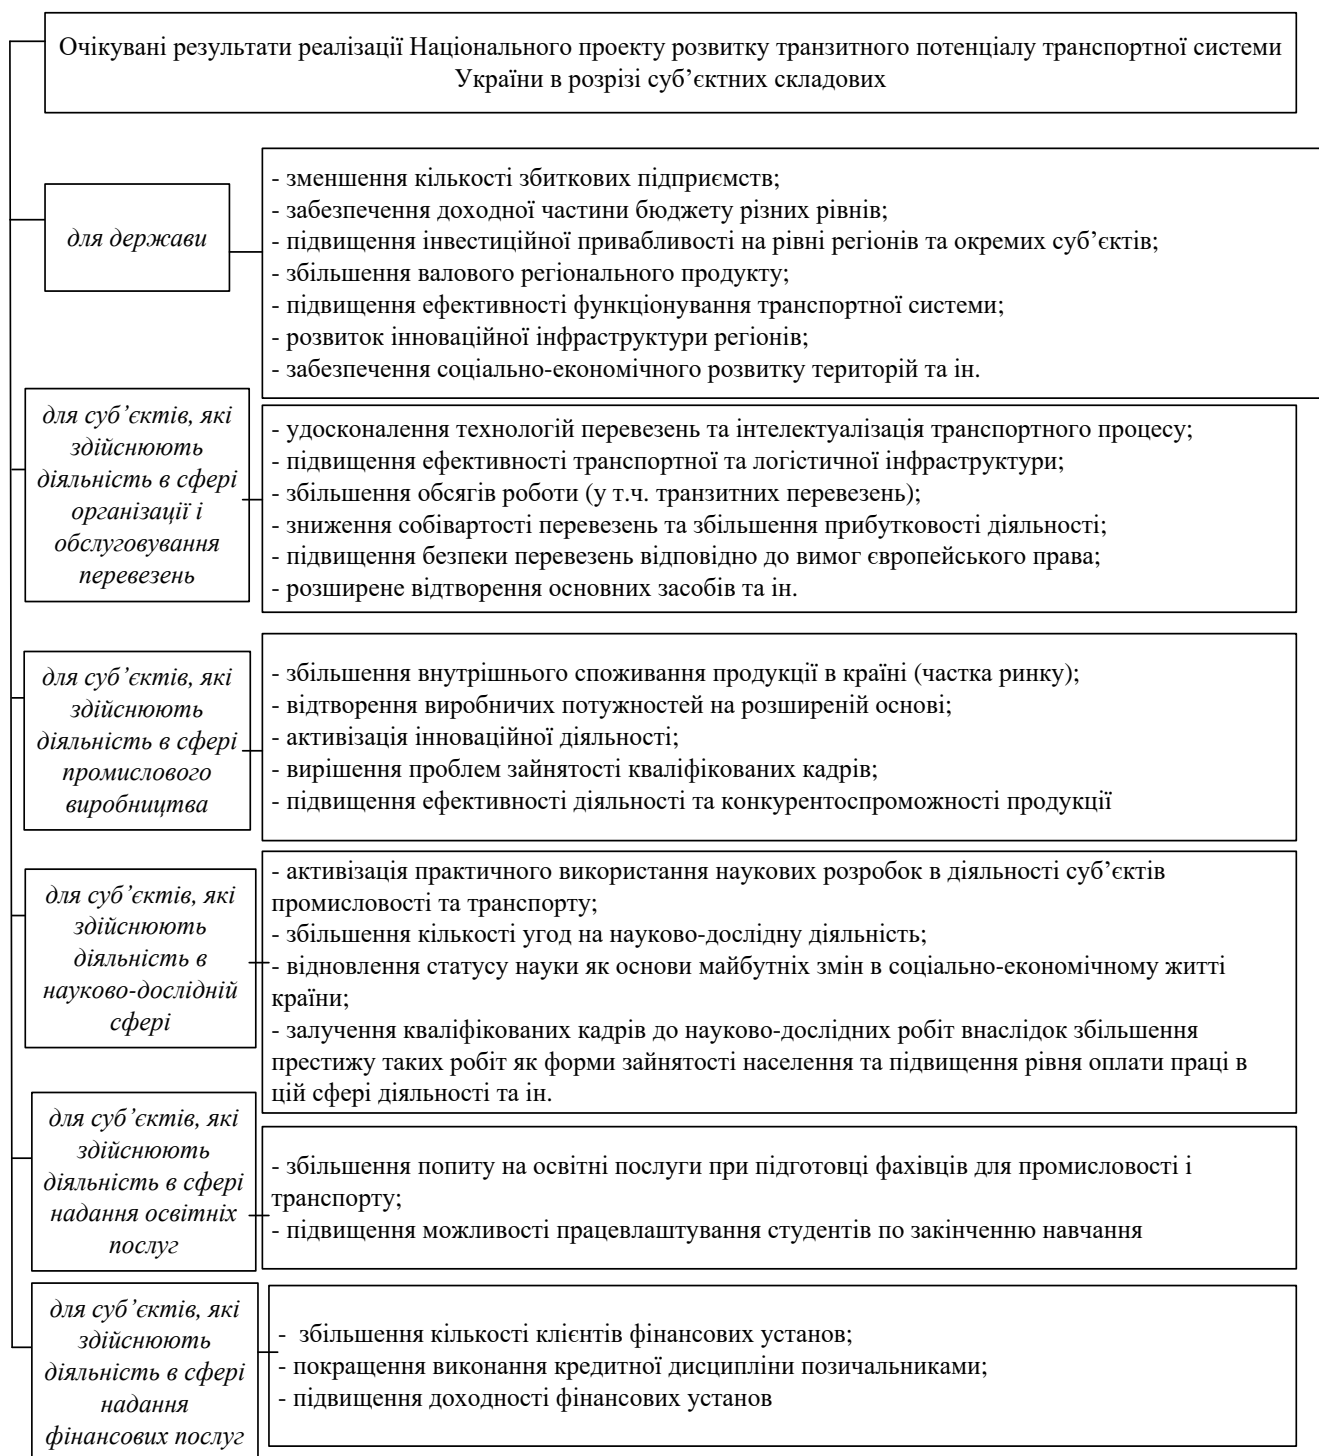 Очікувані результати реалізації Національного проекту розвитку транзитного потенціалу транспортної системи
України в розрізі суб’єктних складових
для держави
- зменшення кількості збиткових підприємств;
- забезпечення доходної частини бюджету різних рівнів;
- підвищення інвестиційної привабливості на рівні регіонів та окремих суб’єктів;
- збільшення валового регіонального продукту;
- підвищення ефективності функціонування транспортної системи;
- розвиток інноваційної інфраструктури регіонів;
- забезпечення соціально-економічного розвитку територій та ін.
для суб’єктів, які
здійснюють
діяльність в сфері
організації і
обслуговування
перевезень
- удосконалення технологій перевезень та інтелектуалізація транспортного процесу;
- підвищення ефективності транспортної та логістичної інфраструктури;
- збільшення обсягів роботи (у т.ч. транзитних перевезень);
- зниження собівартості перевезень та збільшення прибутковості діяльності;
- підвищення безпеки перевезень відповідно до вимог європейського права;
- розширене відтворення основних засобів та ін.
для суб’єктів, які
здійснюють
діяльність в сфері
промислового
виробництва
- збільшення внутрішнього споживання продукції в країні (частка ринку);
- відтворення виробничих потужностей на розширеній основі;
- активізація інноваційної діяльності;
- вирішення проблем зайнятості кваліфікованих кадрів;
- підвищення ефективності діяльності та конкурентоспроможності продукції
для суб’єктів, які
здійснюють
діяльність в
науково-дослідній
сфері
- активізація практичного використання наукових розробок в діяльності суб’єктів
промисловості та транспорту;
- збільшення кількості угод на науково-дослідну діяльність;
- відновлення статусу науки як основи майбутніх змін в соціально-економічному житті
країни;
- залучення кваліфікованих кадрів до науково-дослідних робіт внаслідок збільшення
престижу таких робіт як форми зайнятості населення та підвищення рівня оплати праці в
цій сфері діяльності та ін.
для суб’єктів, які
здійснюють
діяльність в сфері
надання освітніх
послуг
- збільшення попиту на освітні послуги при підготовці фахівців для промисловості і
транспорту;
- підвищення можливості працевлаштування студентів по закінченню навчання
для суб’єктів, які
здійснюють
діяльність в сфері
надання
фінансових послуг
- збільшення кількості клієнтів фінансових установ;
- покращення виконання кредитної дисципліни позичальниками;
- підвищення доходності фінансових установ